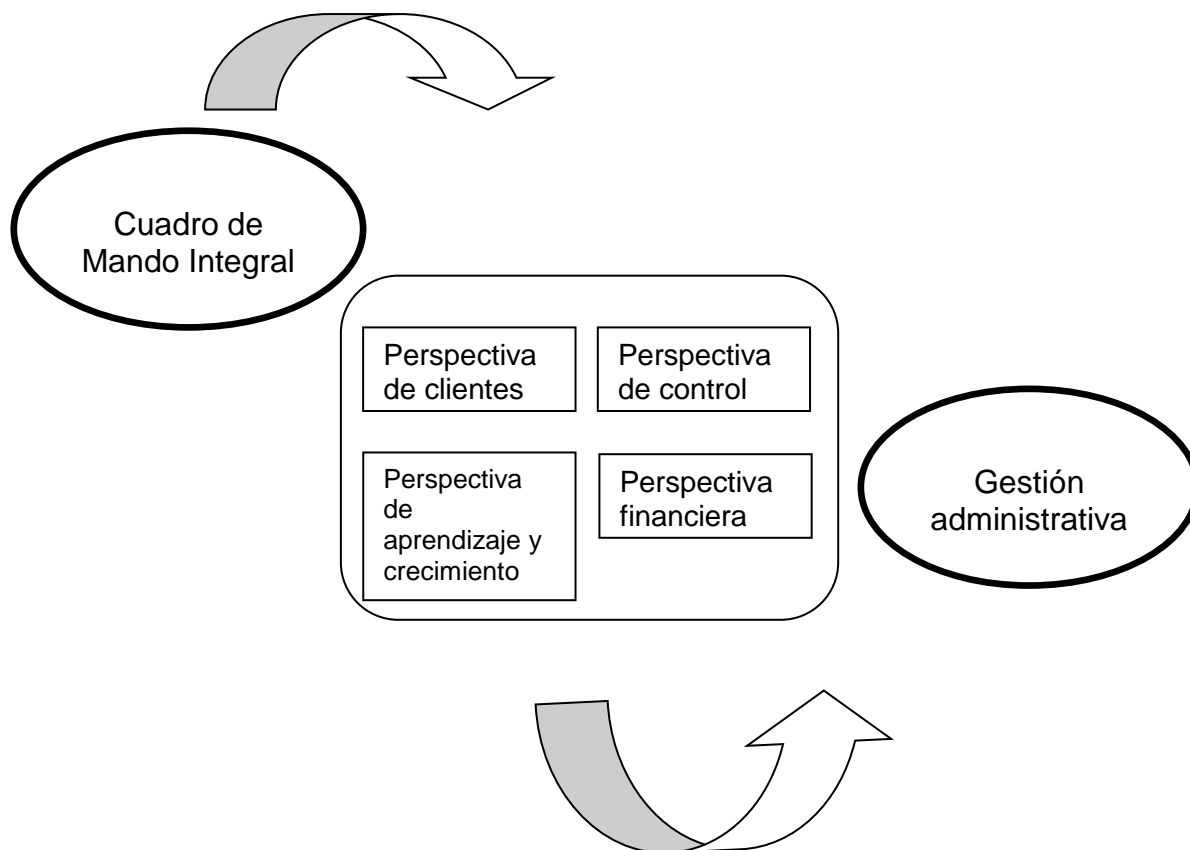 Cuadro de
Mando Integral
Perspectiva
de clientes
Perspectiva
de control
Perspectiva
de
aprendizaje y
crecimiento
Perspectiva
financiera
Gestión
administrativa